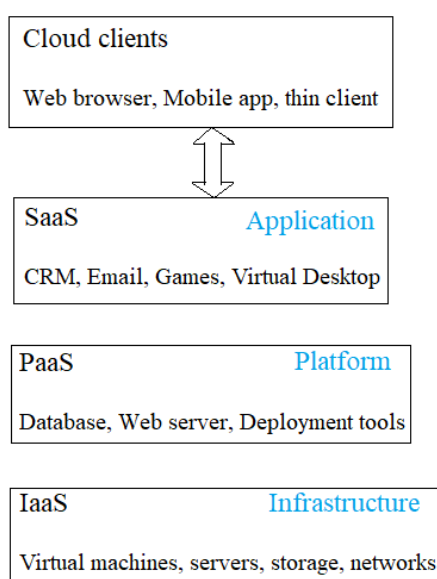 Cloud clients
Web browser, Mobile app, thin client
SaaS Application
CRM, Email, Games, Virtual Desktop
PaaS Platform
Database, Web server, Deployment tools
IaaS Infrastructure
Virtual machines, servers, storage, networks